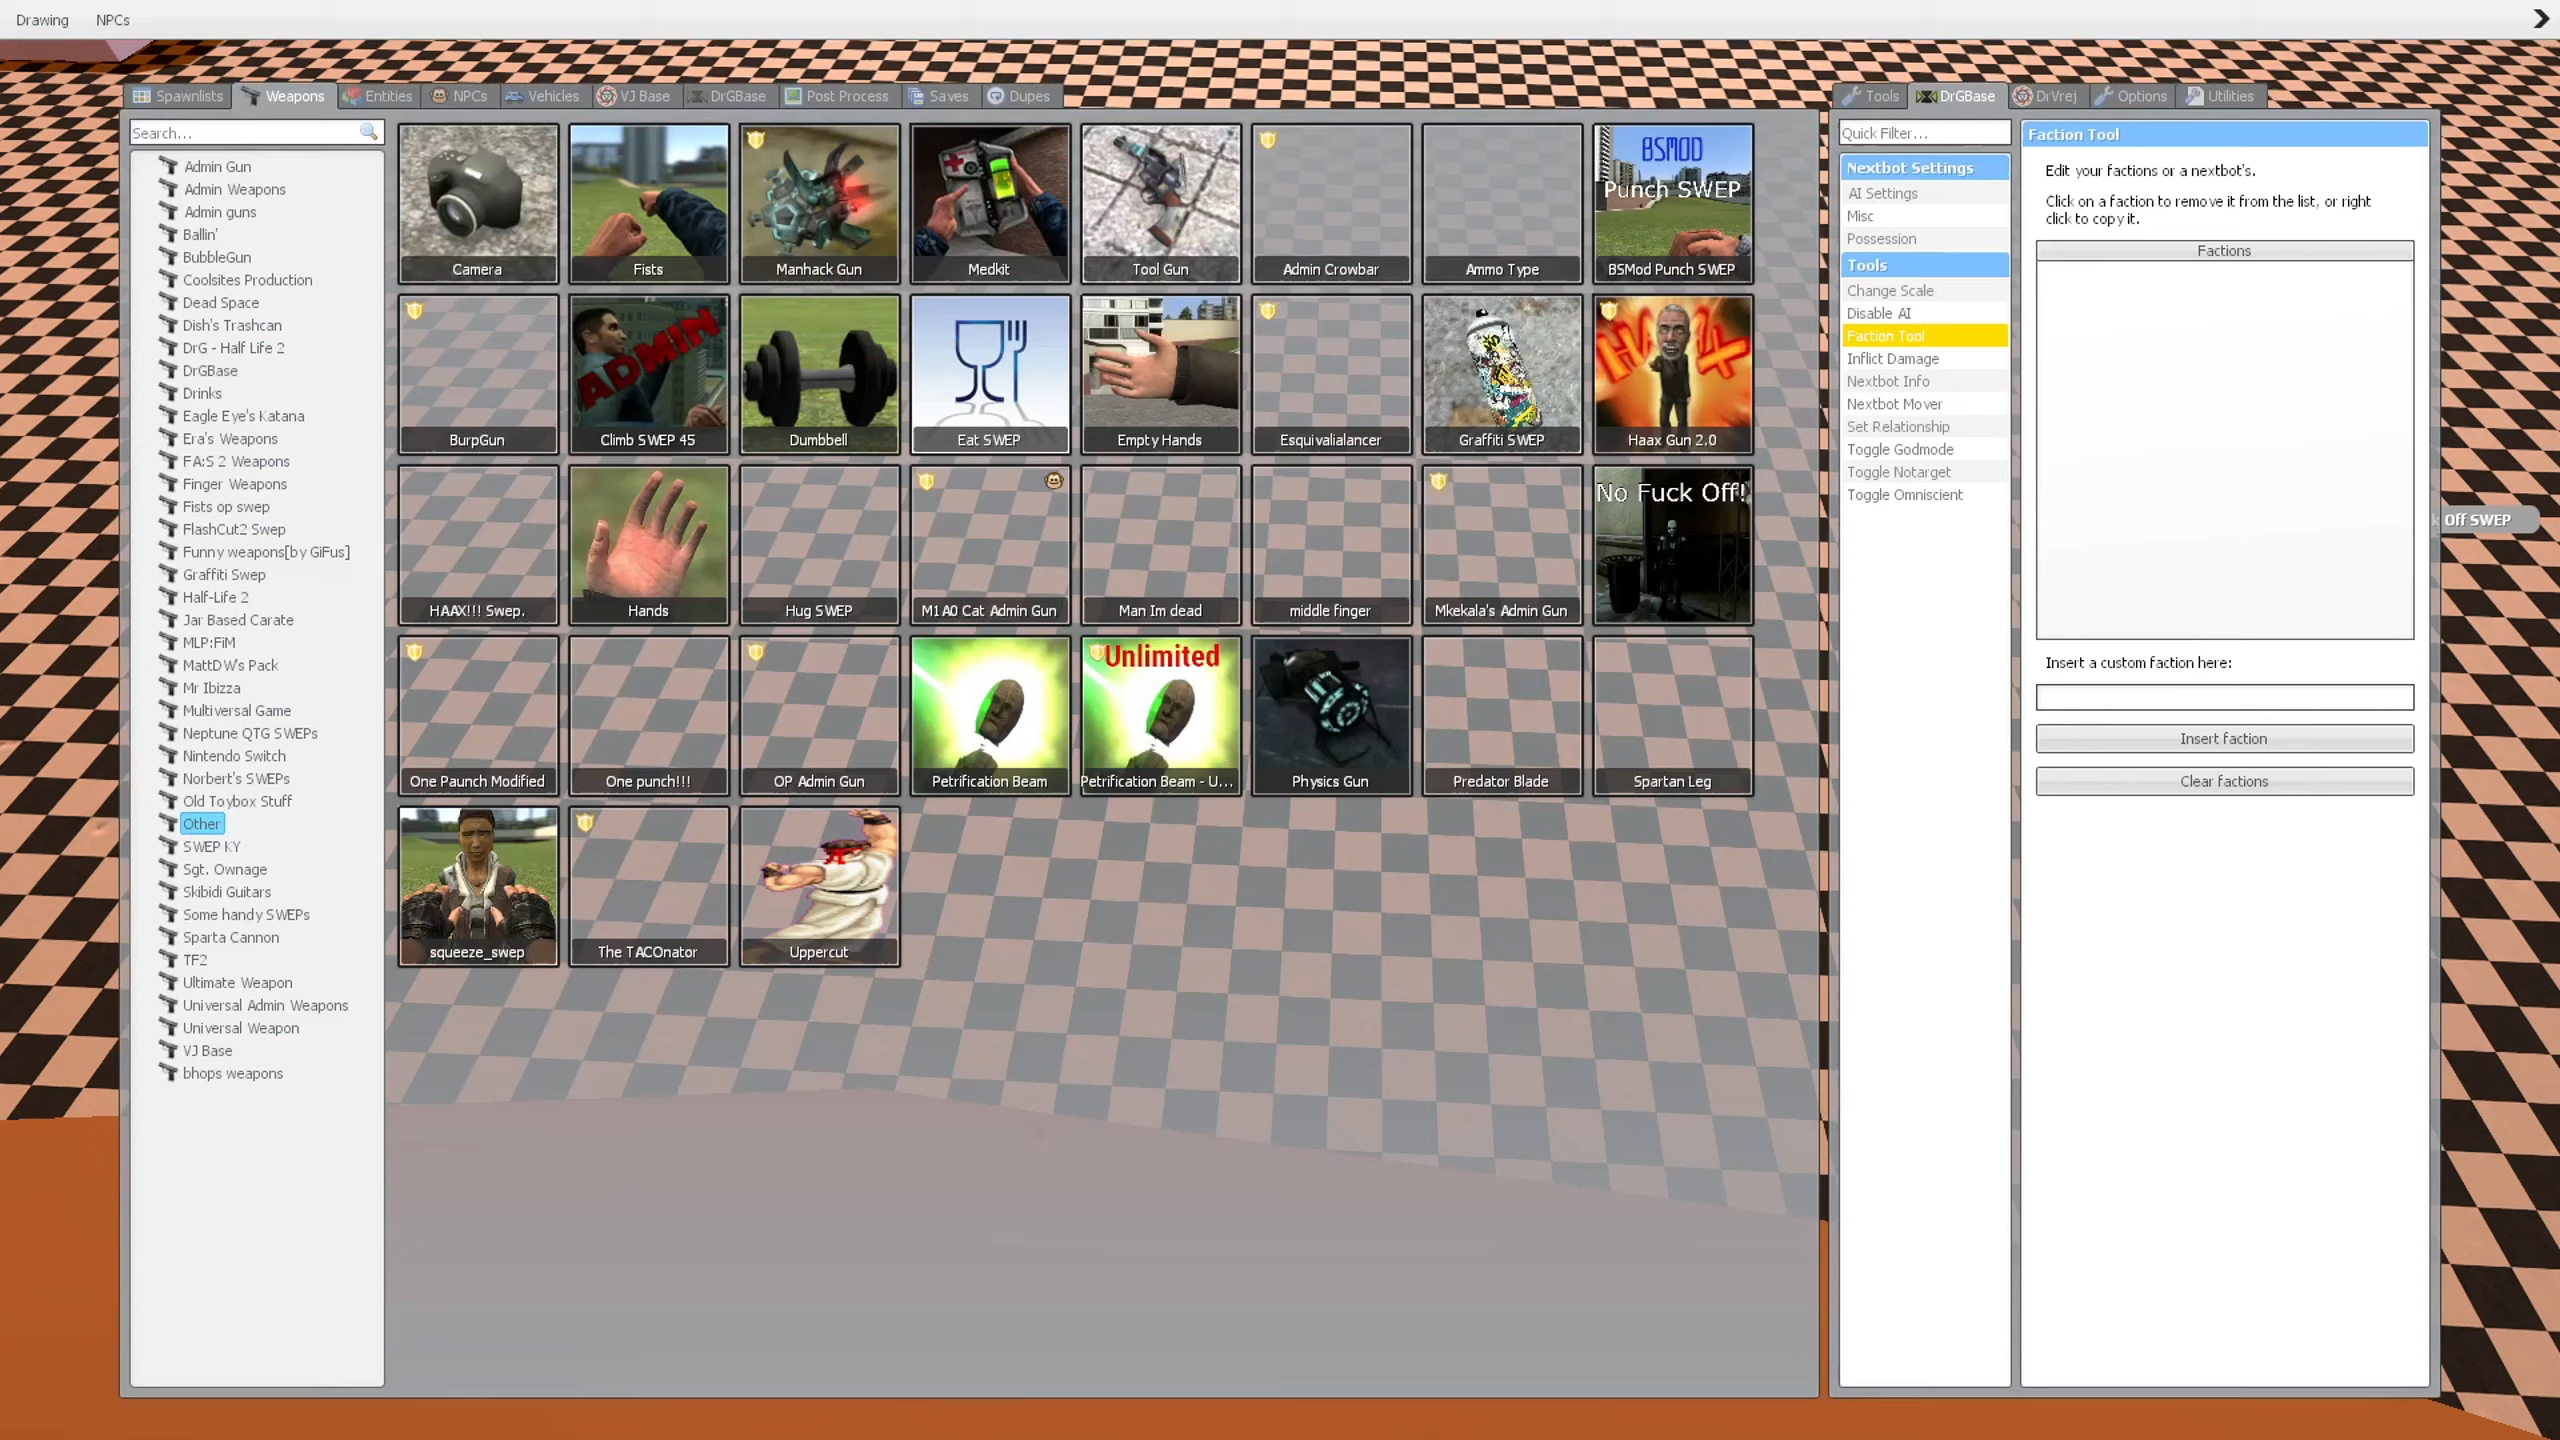 Drawing NPCs
Spawnlists Weapons Entities NPCs Vehicles VJ Base DrGBase Post Process Saves Dupes
Search...
Admin Gun
Admin Weapons
Admin guns
Ballin'
BubbleGun
Coolsites Production
Dead Space
Dish's Trashcan
DrG - Half Life 2
DrGBase
Drinks
Eagle Eye's Katana
Era's Weapons
FA:S 2 Weapons
Finger Weapons
Fists op swep
FlashCut2 Swep
Funny weapons[by GiFus]
Graffiti Swep
Half-Life 2
Jar Based Carate
MLP:FiM
MattDW's Pack
Mr Ibizza
Multiversal Game
Neptune QTG SWEPs
Nintendo Switch
Norbert's SWEPs
Old Toybox Stuff
Other
SWEP KY
Sgt. Ownage
Skibidi Guitars
Some handy SWEPs
Sparta Cannon
TF2
Ultimate Weapon
Universal Admin Weapons
Universal Weapon
VJ Base
bhops weapons
BSMOD
Punch SWEP
Camera Fists Manhack Gun Medkit Tool Gun Admin Crowbar Ammo Type BSMod Punch SWEP
ADMIN
HAAX
BurpGun Climb SWEP 45 Dumbbell Eat SWEP Empty Hands Esquivalialancer Graffiti SWEP Haax Gun 2.0
No Fuck Off!
HAAX!!! Swep. Hands Hug SWEP M1A0 Cat Admin Gun Man Im dead middle finger Mkekala's Admin Gun
Unlimited
One Paunch Modified One punch!!! OP Admin Gun Petrification Beam Petrification Beam - U... Physics Gun Predator Blade Spartan Leg
squeeze_swep The TACOnator Uppercut
Tools DrGBase DrVrej Options Utilities
Quick Filter...
Nextbot Settings
AI Settings
Misc
Possession
Tools
Change Scale
Disable AI
Faction Tool
Inflict Damage
Nextbot Info
Nextbot Mover
Set Relationship
Toggle Godmode
Toggle Notarget
Toggle Omniscient
Faction Tool
Edit your factions or a nextbot's.
Click on a faction to remove it from the list, or right
click to copy it.
Factions
Insert a custom faction here:
Insert faction
Clear factions
Off SWEP